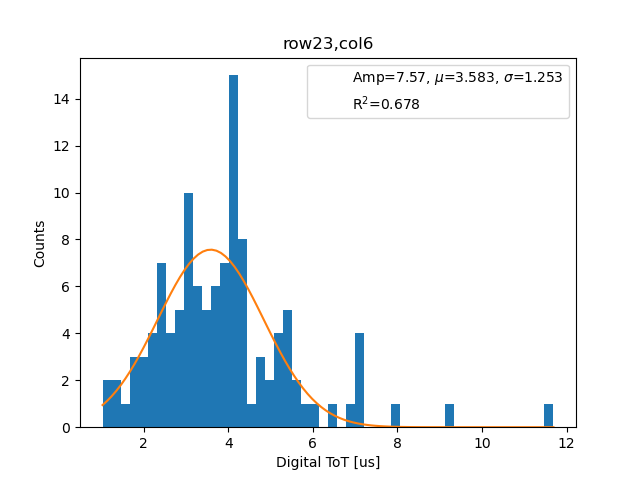 row23,col6
Amp=7.57, μ=3.583, σ=1.253
R²=0.678
14
12
10
8
6
4
2
0
Counts
2 4 6 8 10 12
Digital ToT [us]